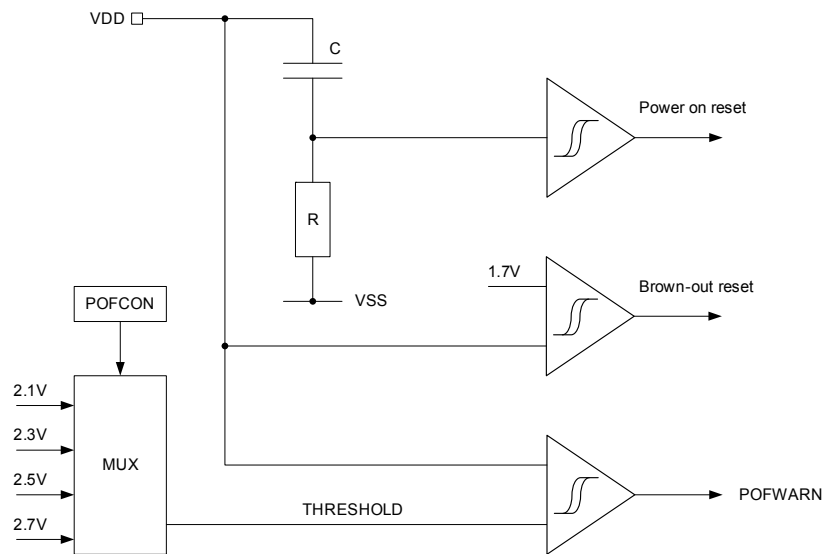 VDD
C
Power on reset
R
1.7V
VSS
Brown-out reset
POFCON
2.1V
2.3V
MUX
2.5V
THRESHOLD
POFWARN
2.7V